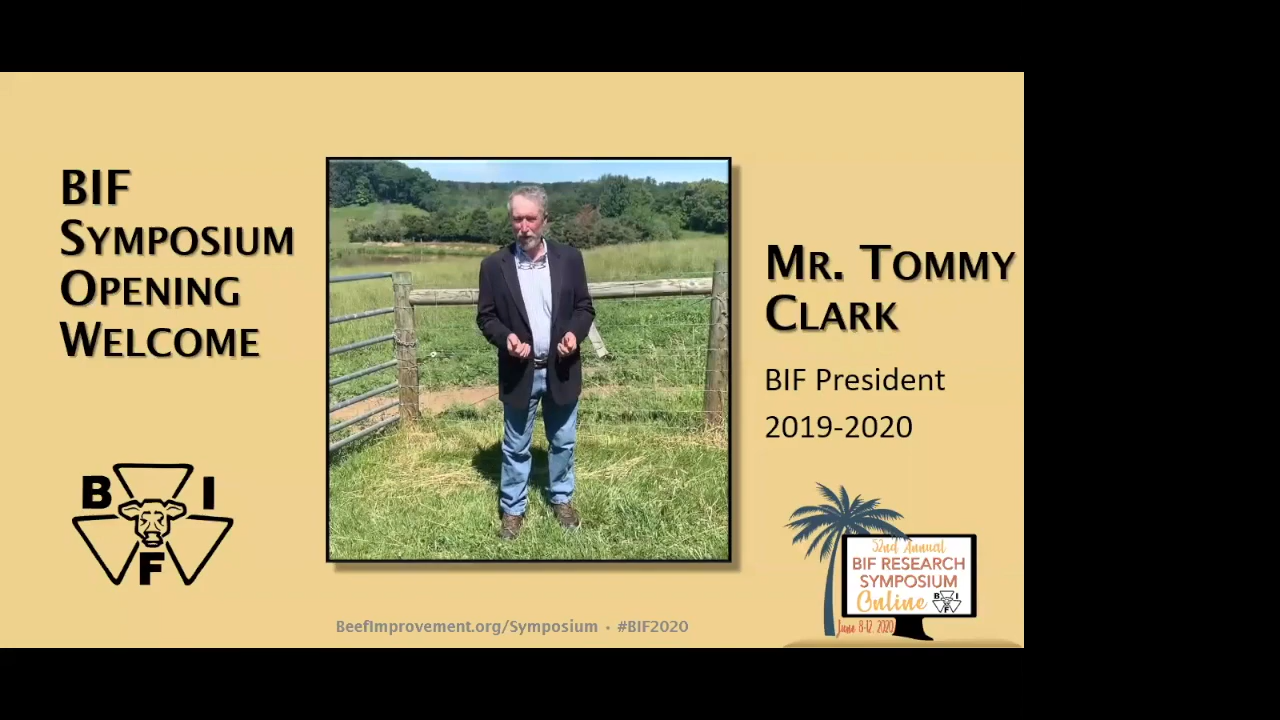 BIF
SYMPOSIUM
OPENING
WELCOME
MR. TOMMY
CLARK
BIF President
2019-2020
B I
F
52nd Annual
BIF RESEARCH
SYMPOSIUM
Online
B I
F
June 8-12, 2020
BeefImprovement.org/Symposium • #BIF2020